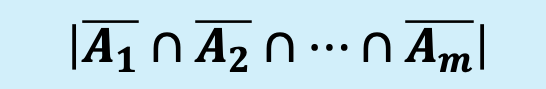 |A̅₁ ∩ A̅₂ ∩ ⋯ ∩ A̅ₘ|